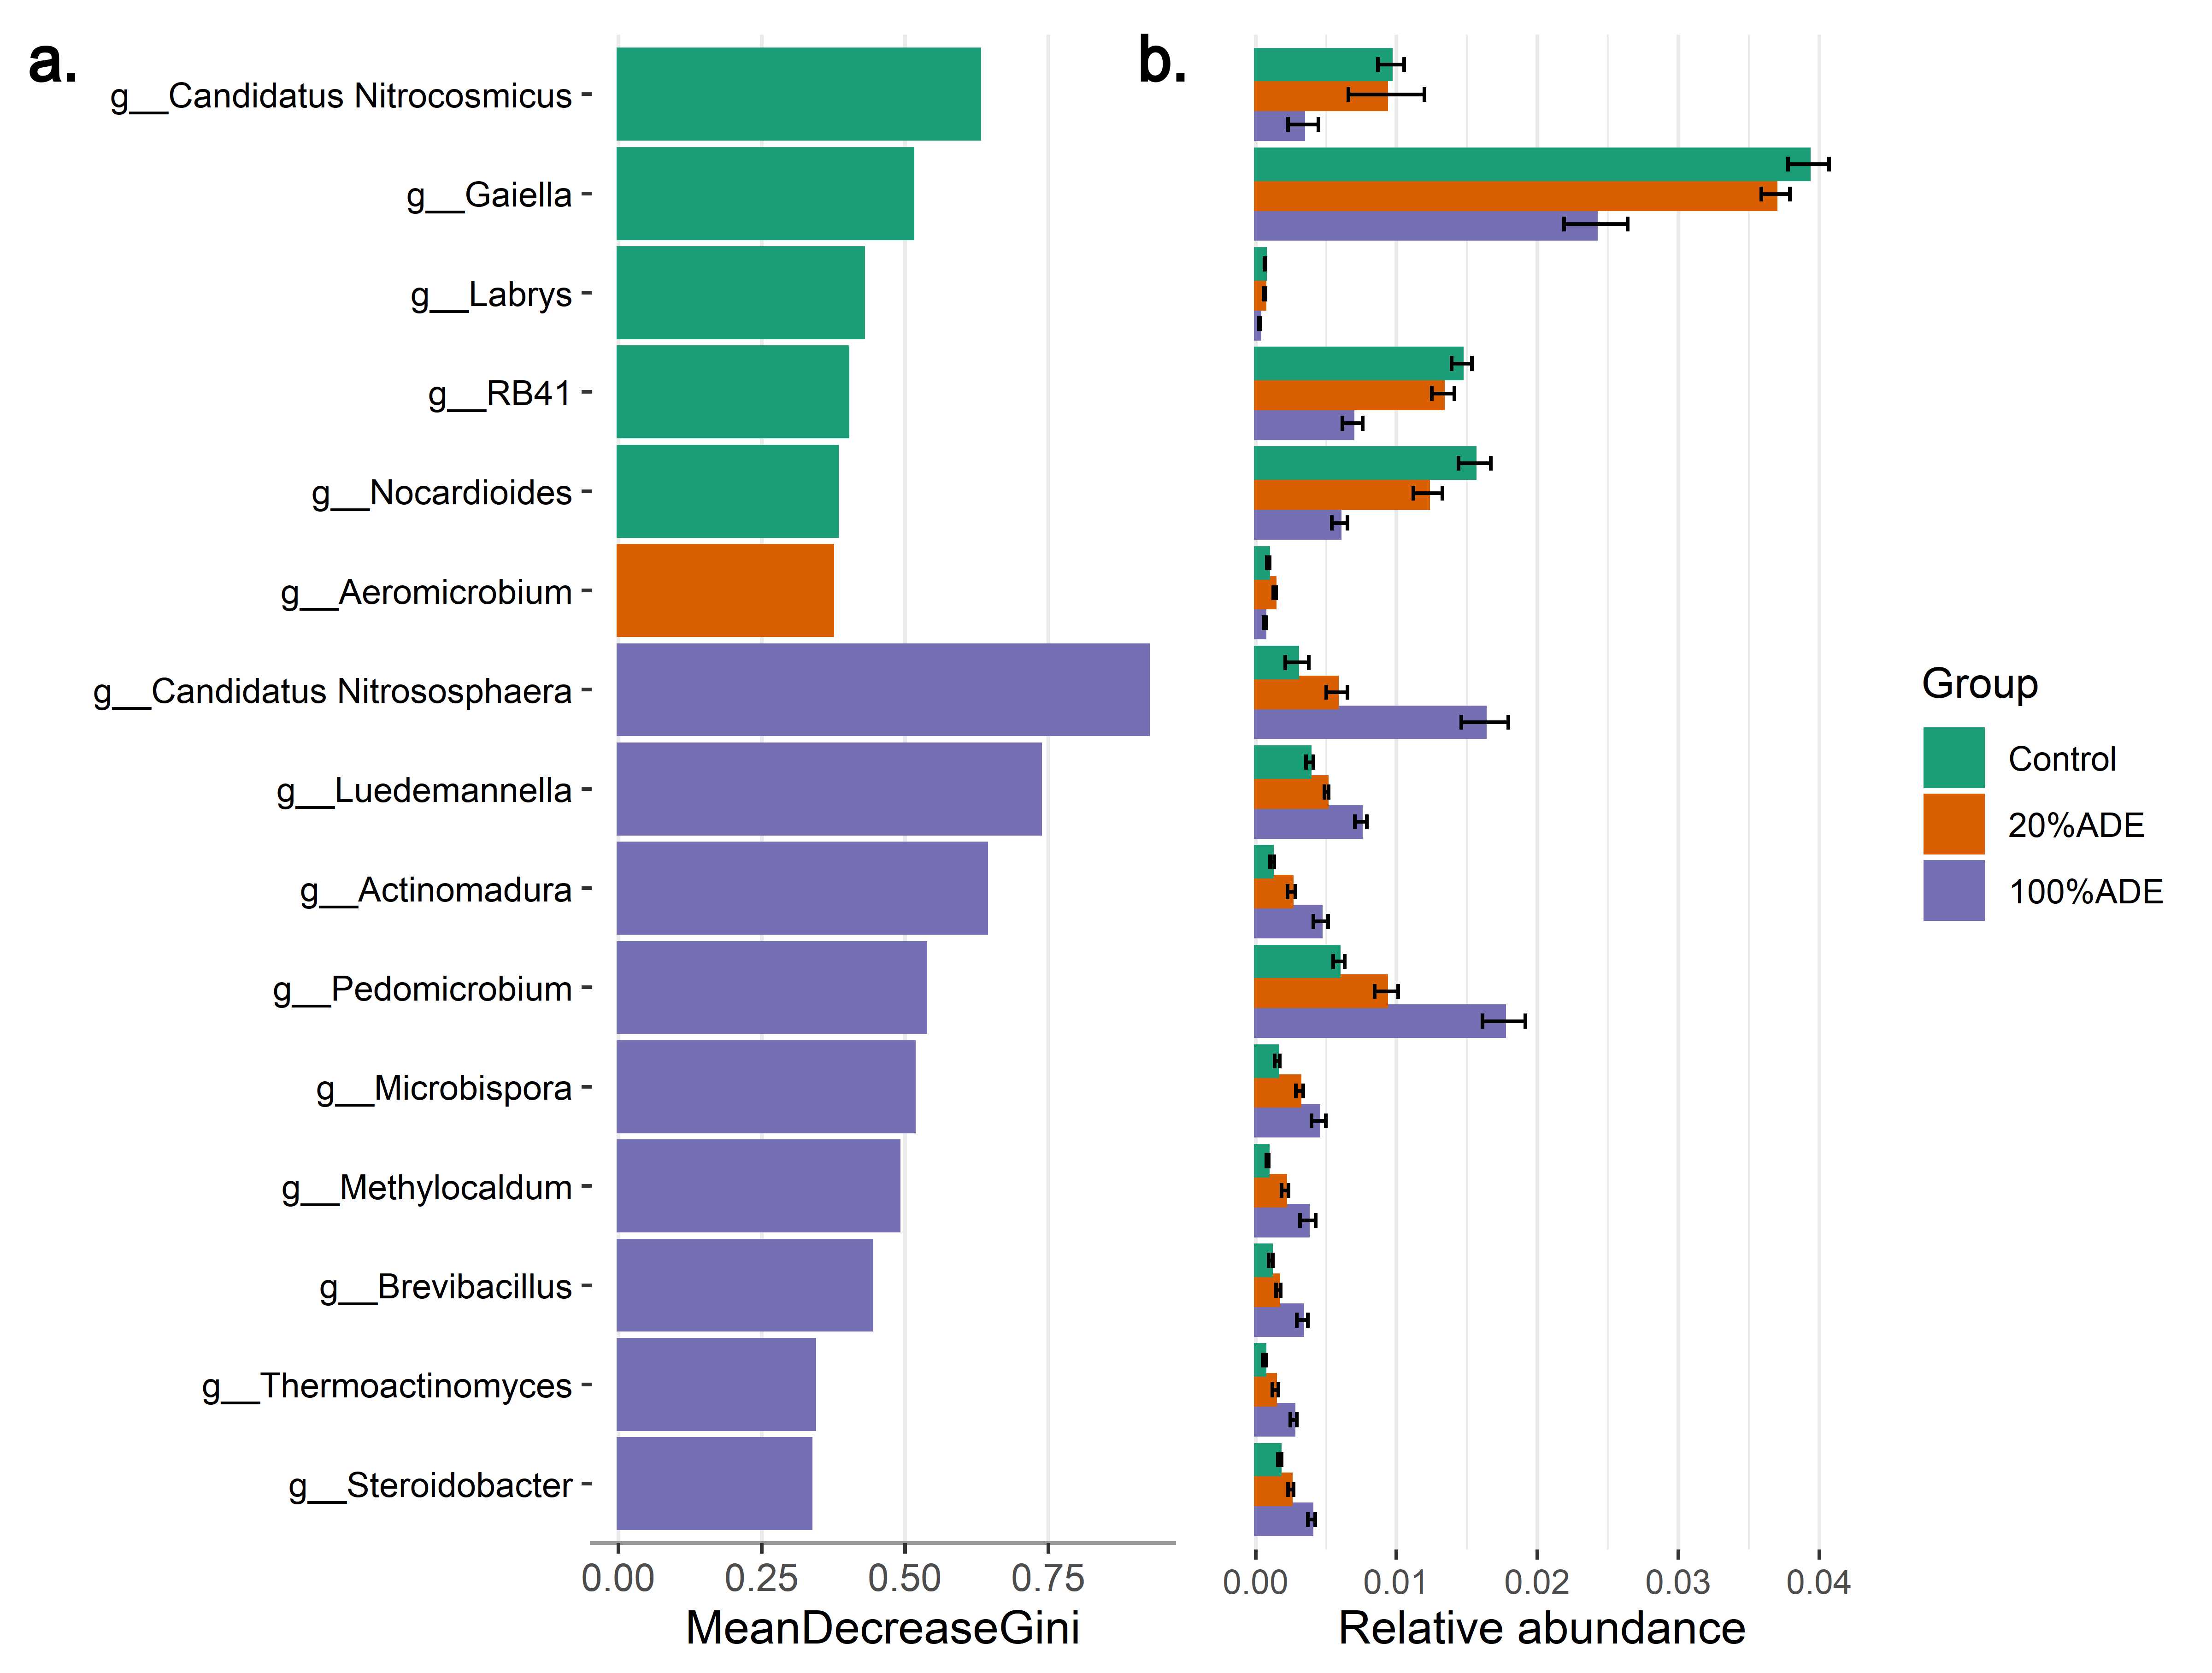 a.
g__Candidatus Nitrocosmicus
g__Gaiella
g__Labrys
g__RB41
g__Nocardioides
g__Aeromicrobium
g__Candidatus Nitrososphaera
g__Luedemannella
g__Actinomadura
g__Pedomicrobium
g__Microbispora
g__Methylocaldum
g__Brevibacillus
g__Thermoactinomyces
g__Steroidobacter
0.00 0.25 0.50 0.75
MeanDecreaseGini
b.
0.00 0.01 0.02 0.03 0.04
Relative abundance
Group
Control
20%ADE
100%ADE